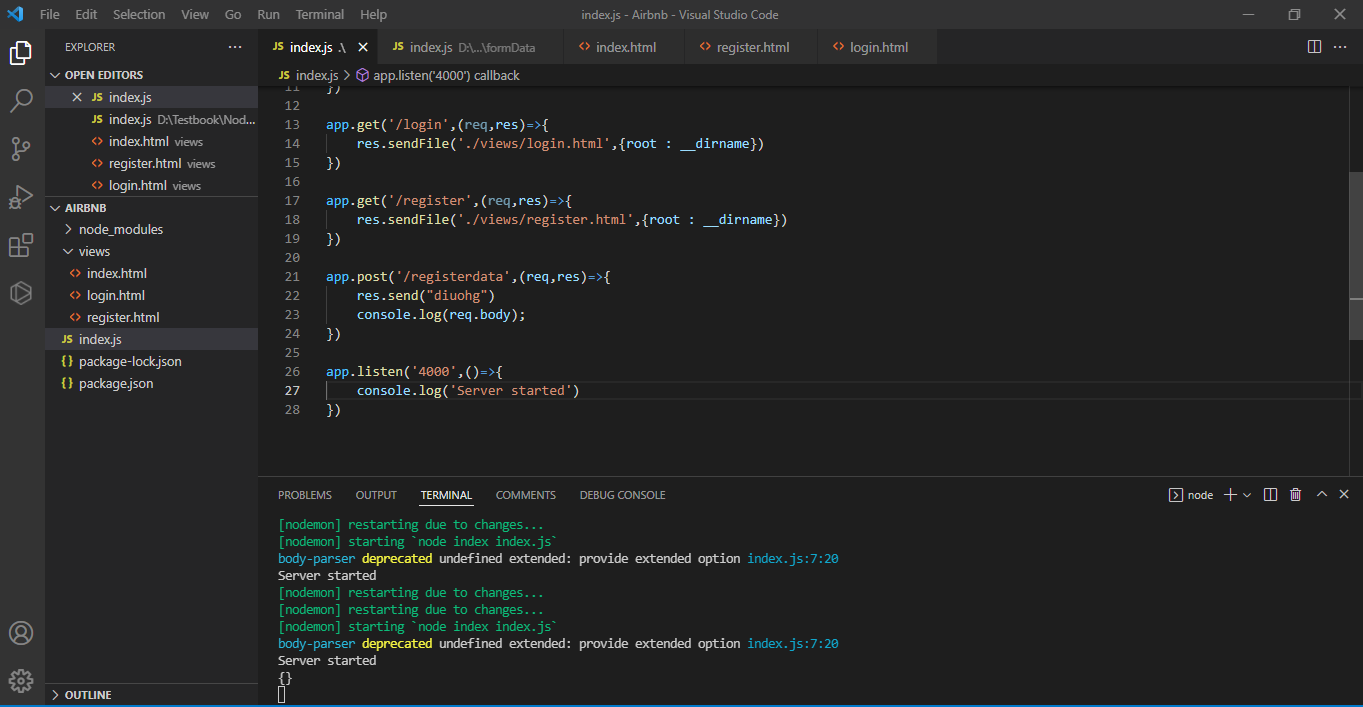 File Edit Selection View Go Run Terminal Help index.js - Airbnb - Visual Studio Code
EXPLORER
OPEN EDITORS
JS index.js
JS index.js D:\Testbook\Nod...
<> index.html views
<> register.html views
<> login.html views
AIRBNB
node_modules
views
<> index.html
<> login.html
<> register.html
JS index.js
{} package-lock.json
{} package.json
OUTLINE
JS index.js .\ JS index.js D:\...\formData <> index.html <> register.html <> login.html
JS index.js > app.listen('4000') callback
11 })
12
13 app.get('/login',(req,res)=>{
14 res.sendFile('./views/login.html',{root : __dirname})
15 })
16
17 app.get('/register',(req,res)=>{
18 res.sendFile('./views/register.html',{root : __dirname})
19 })
20
21 app.post('/registerdata',(req,res)=>{
22 res.send("diuohg")
23 console.log(req.body);
24 })
25
26 app.listen('4000',()=>{
27 console.log('Server started')
28 })
PROBLEMS OUTPUT TERMINAL COMMENTS DEBUG CONSOLE node
[nodemon] restarting due to changes...
[nodemon] starting `node index index.js`
body-parser deprecated undefined extended: provide extended option index.js:7:20
Server started
[nodemon] restarting due to changes...
[nodemon] restarting due to changes...
[nodemon] starting `node index index.js`
body-parser deprecated undefined extended: provide extended option index.js:7:20
Server started
{}